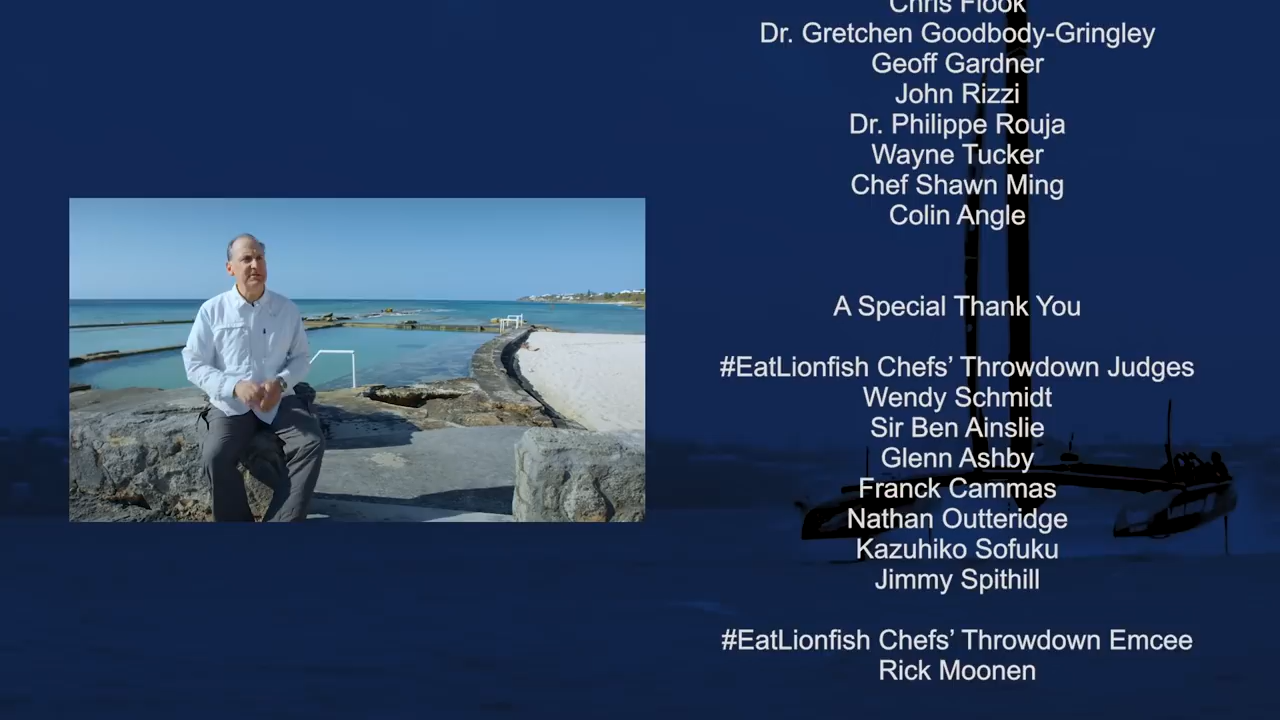 Chris Flook
Dr. Gretchen Goodbody-Gringley
Geoff Gardner
John Rizzi
Dr. Philippe Rouja
Wayne Tucker
Chef Shawn Ming
Colin Angle
A Special Thank You
#EatLionfish Chefs’ Throwdown Judges
Wendy Schmidt
Sir Ben Ainslie
Glenn Ashby
Franck Cammas
Nathan Outteridge
Kazuhiko Sofuku
Jimmy Spithill
#EatLionfish Chefs’ Throwdown Emcee
Rick Moonen